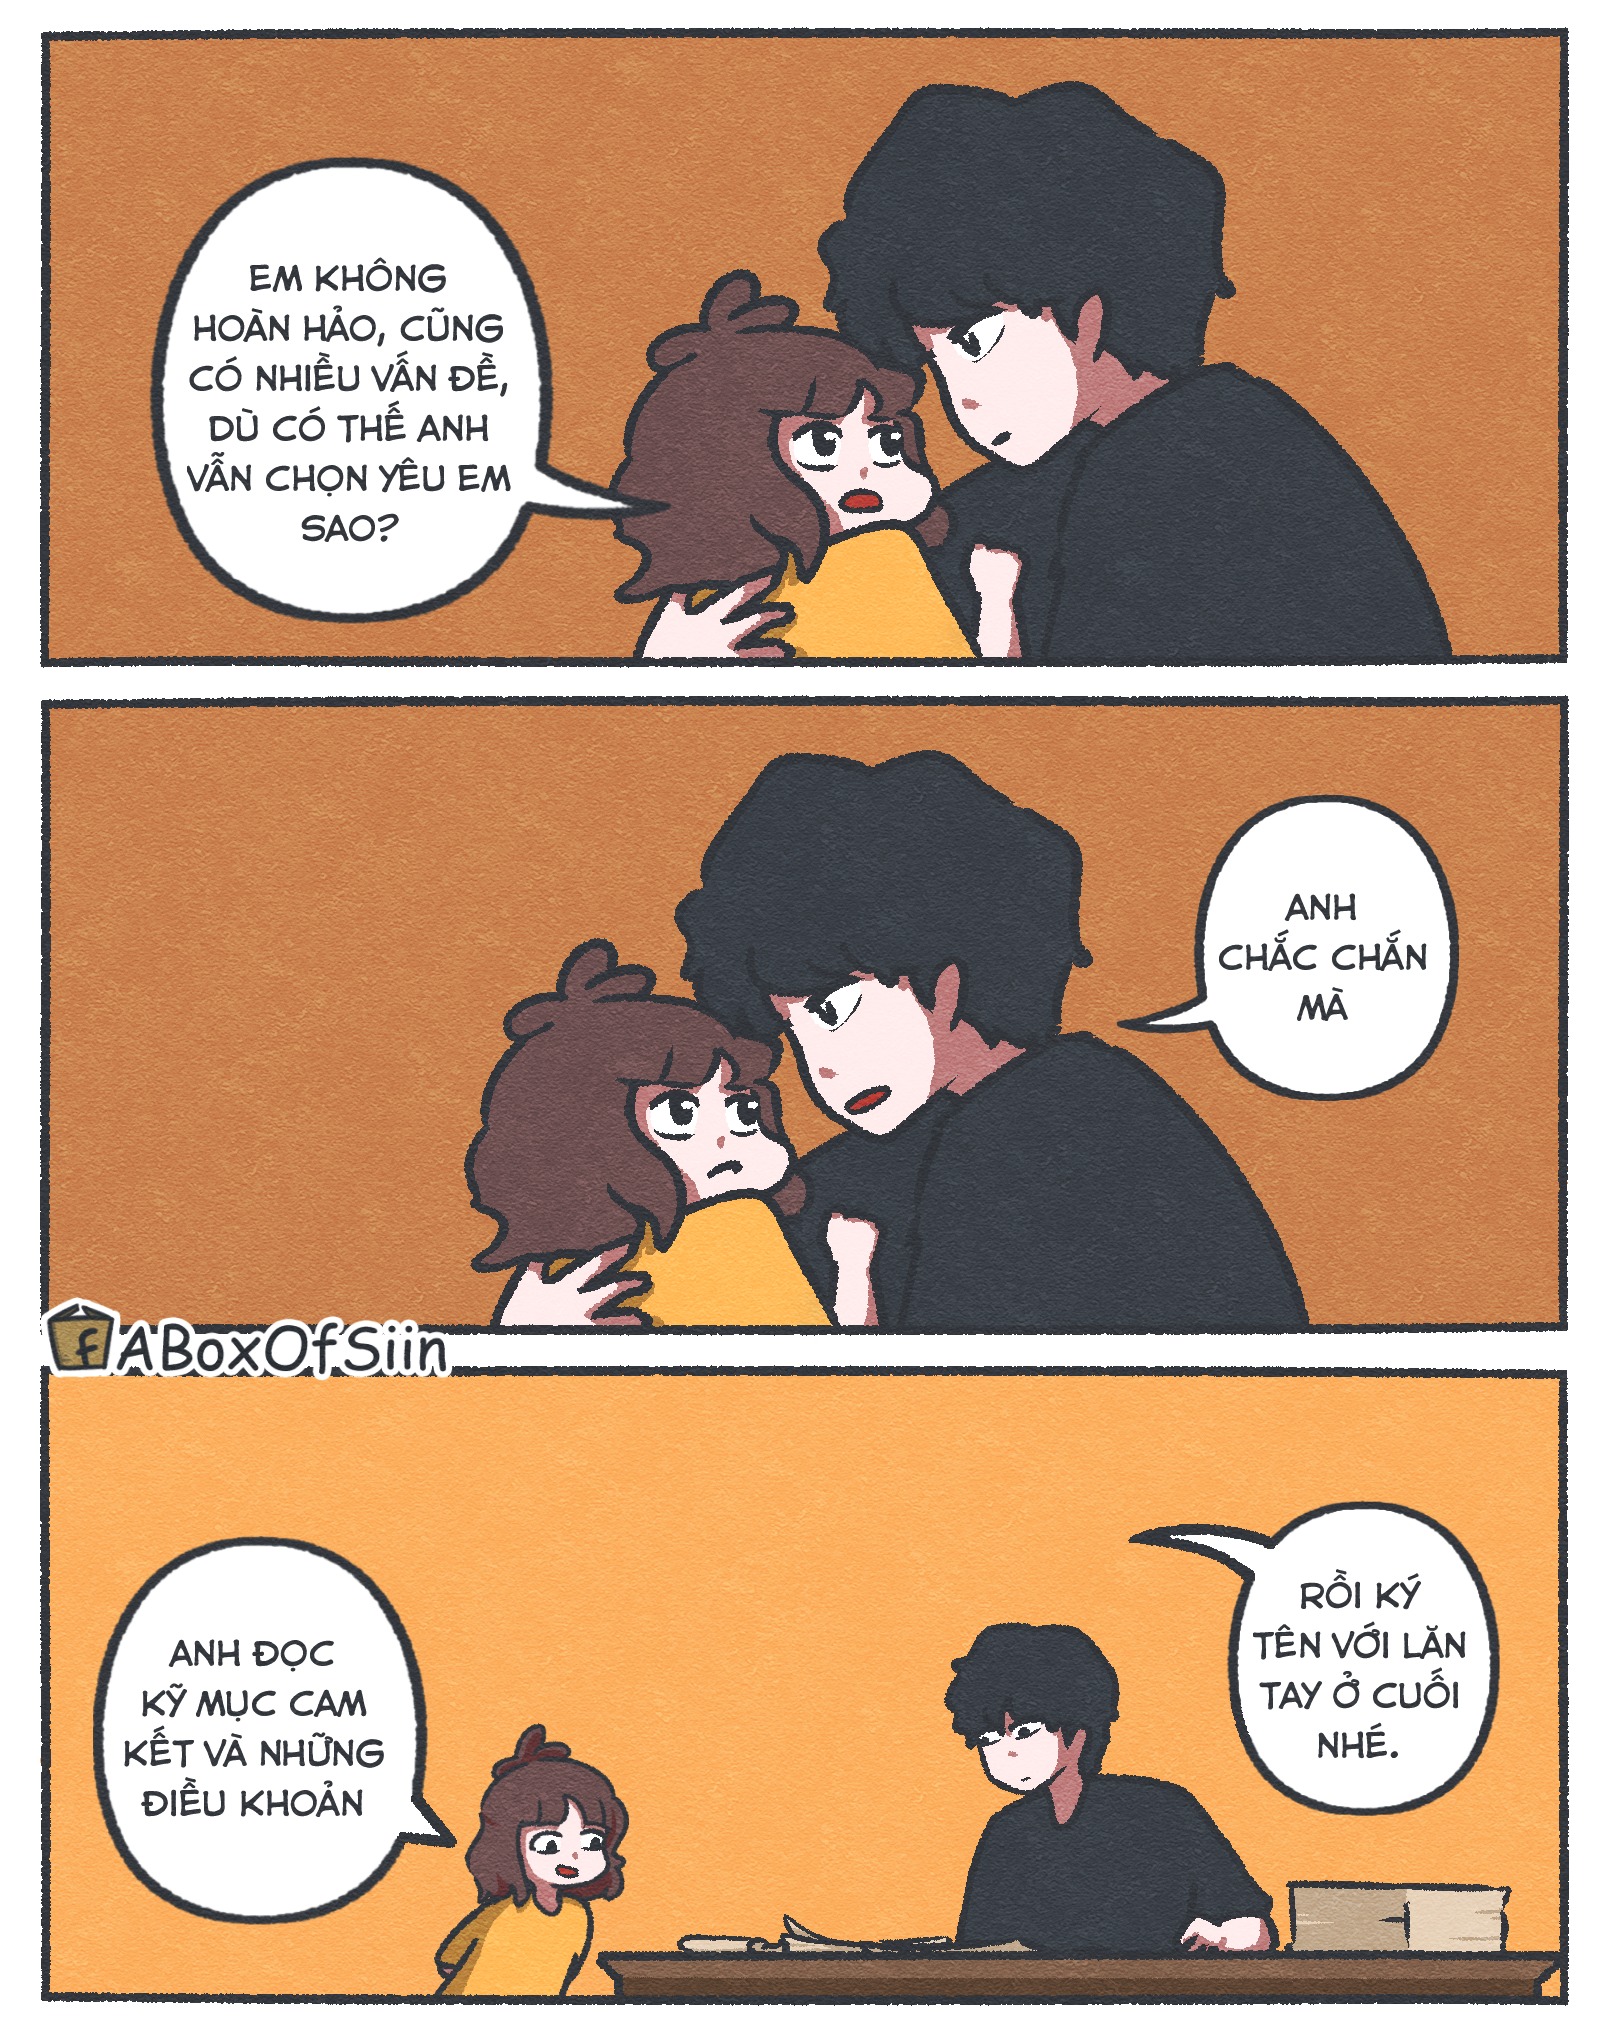 EM KHÔNG
HOÀN HẢO, CŨNG
CÓ NHIỀU VẤN ĐỀ,
DÙ CÓ THẾ ANH
VẪN CHỌN YÊU EM
SAO?
ANH
CHẮC CHẮN
MÀ
f ABoxOfSiin
ANH ĐỌC
KỸ MỤC CAM
KẾT VÀ NHỮNG
ĐIỀU KHOẢN
RỒI KÝ
TÊN VỚI LĂN
TAY Ở CUỐI
NHÉ.